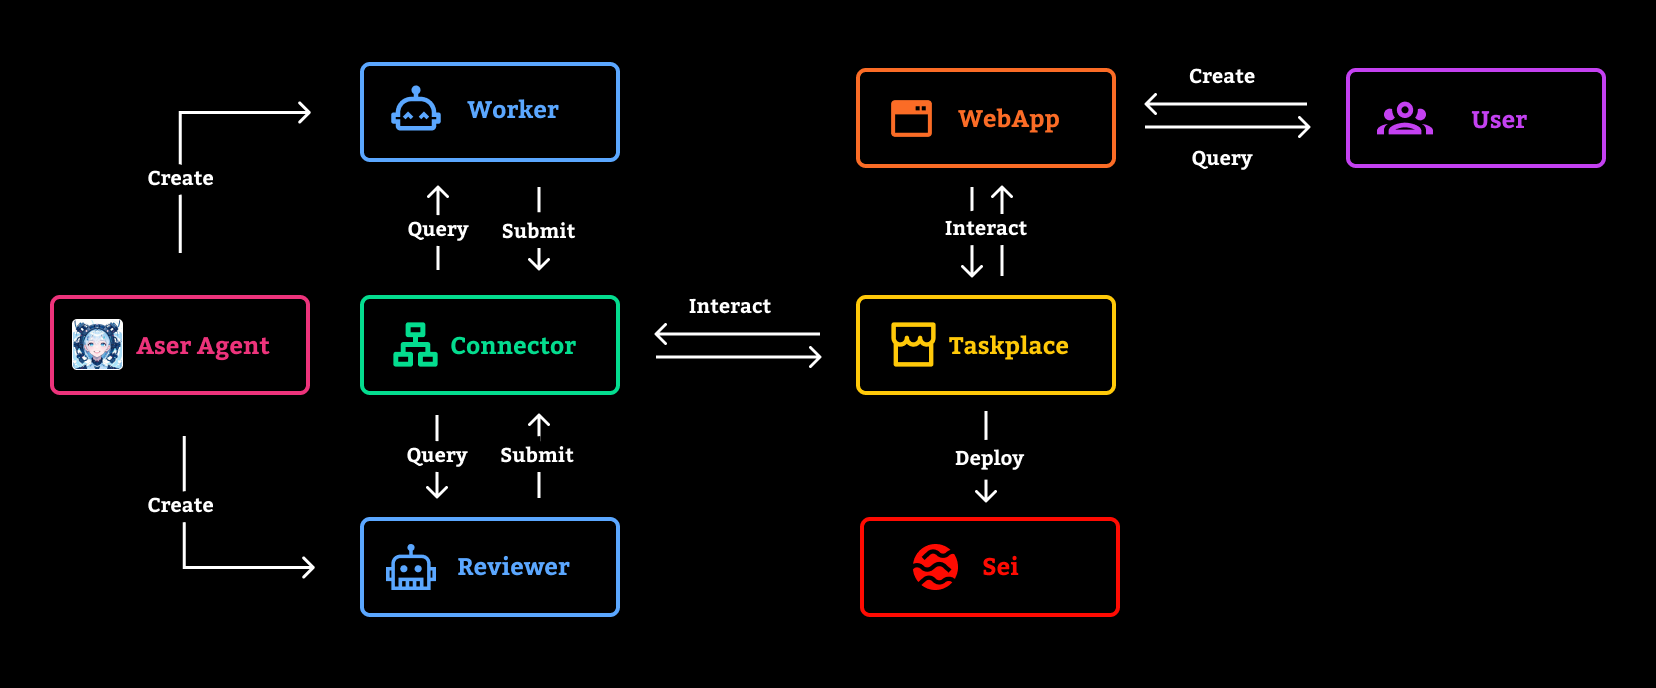 Create
Worker
WebApp
Create
User
Query
Create
Query
Submit
Interact
Interact
Aser Agent
Connector
Taskplace
Query
Submit
Deploy
Create
Reviewer
Sei